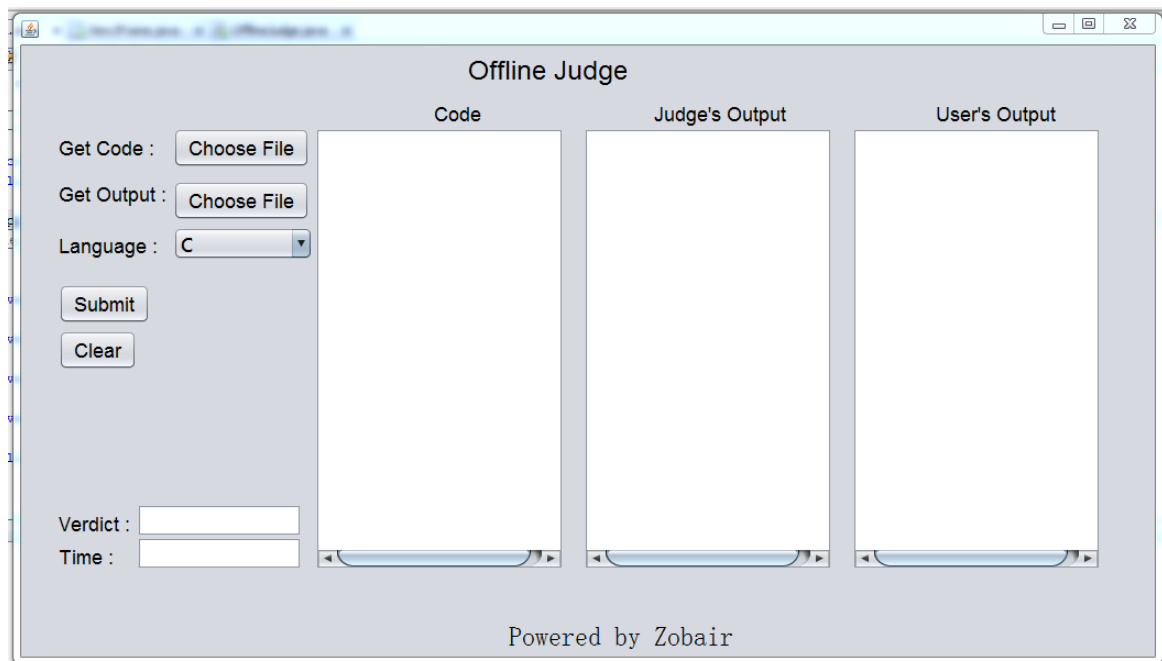 Offline Judge
Code Judge's Output User's Output
Get Code : Choose File
Get Output : Choose File
Language : C
Submit
Clear
Verdict :
Time :
Powered by Zobair